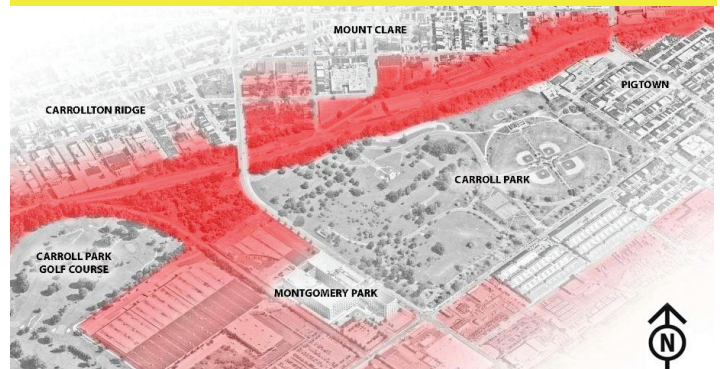 MOUNT CLARE
PIGTOWN
CARROLLTON RIDGE
CARROLL PARK
CARROLL PARK
GOLF COURSE
MONTGOMERY PARK
N